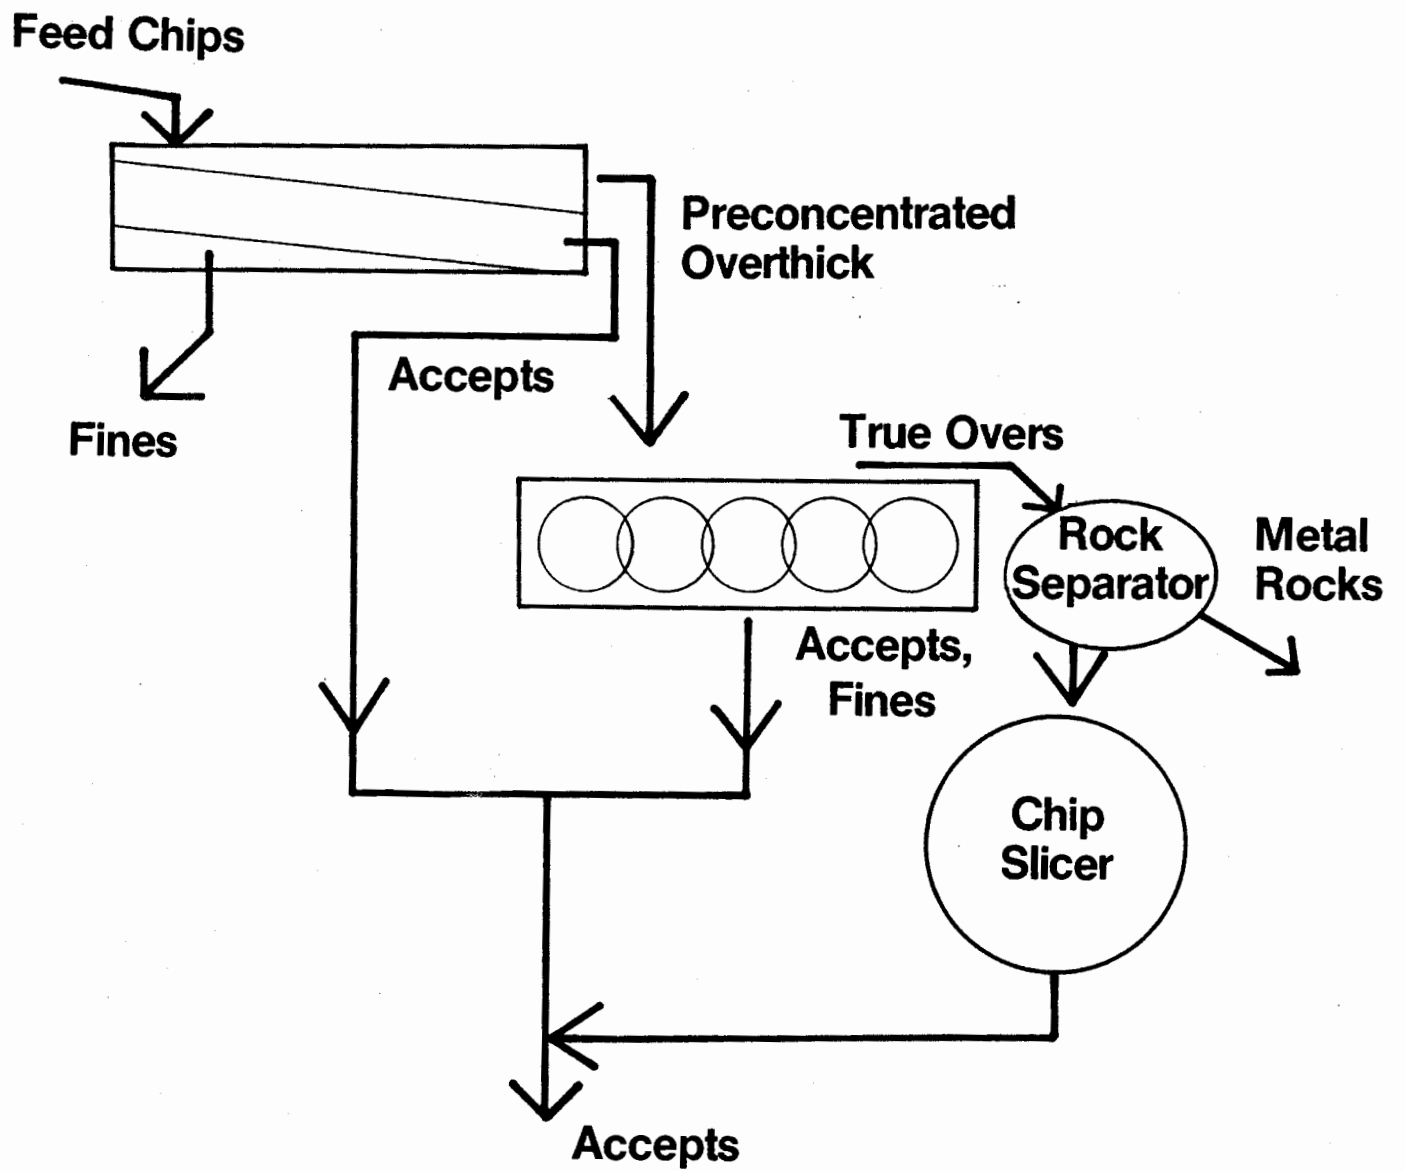 Feed Chips
Preconcentrated
Overthick
Accepts
Fines
True Overs
Rock
Separator
Metal
Rocks
Accepts,
Fines
Chip
Slicer
Accepts